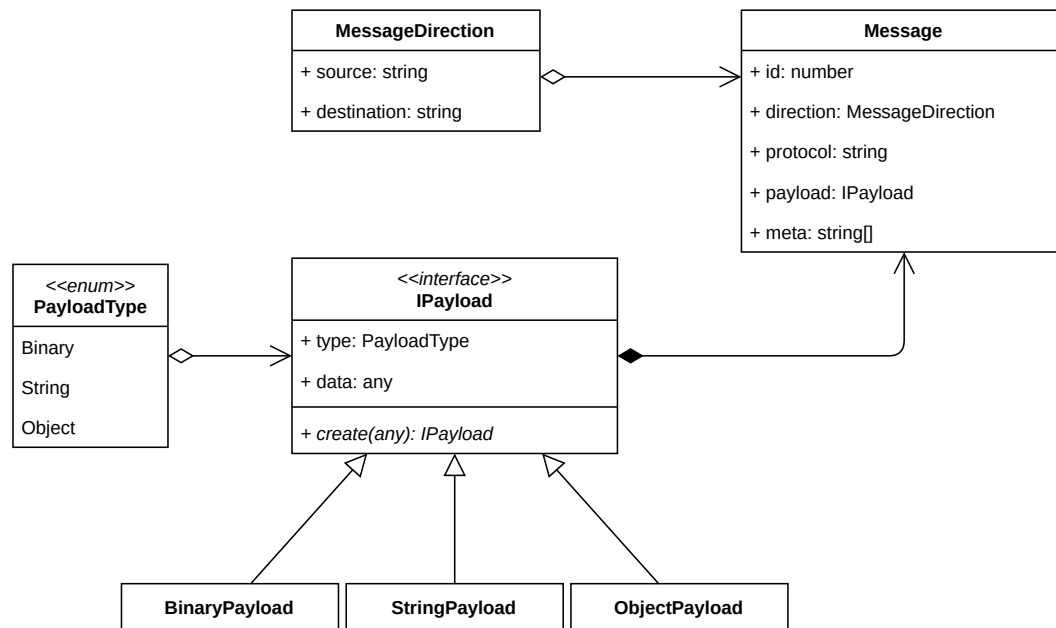 MessageDirection
+ source: string
+ destination: string
Message
+ id: number
+ direction: MessageDirection
+ protocol: string
+ payload: IPayload
+ meta: string[]
<<enum>>
PayloadType
Binary
String
Object
<<interface>>
IPayload
+ type: PayloadType
+ data: any
+ create(any): IPayload
BinaryPayload
StringPayload
ObjectPayload